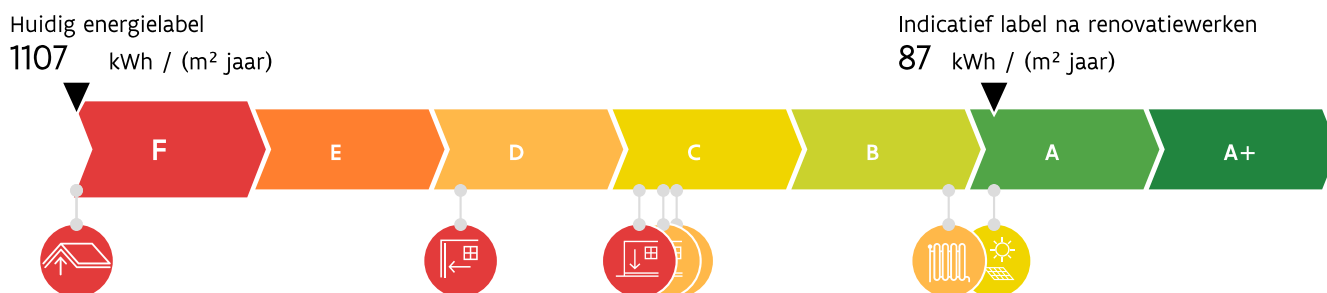 Huidig energielabel
1107 kWh / (m² jaar)
Indicatief label na renovatiewerken
87 kWh / (m² jaar)
F E D C B A A+